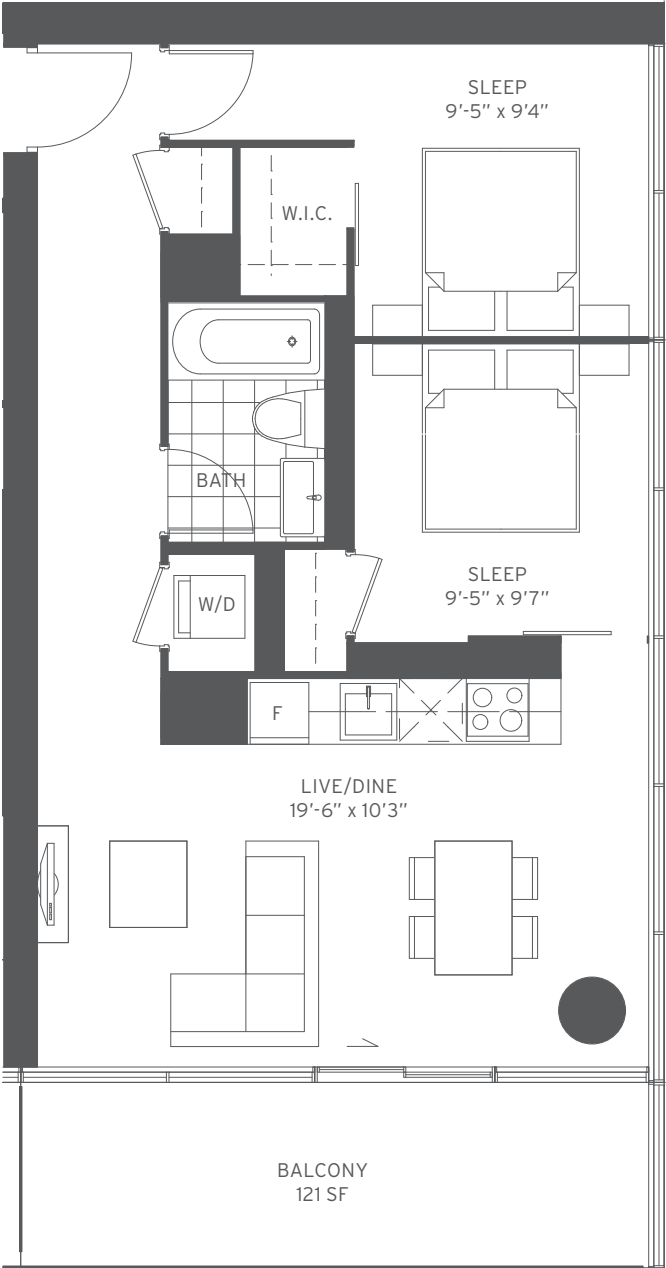 SLEEP
9'-5" x 9'4"
W.I.C.
BATH
SLEEP
9'-5" x 9'7"
W/D
F
LIVE/DINE
19'-6" x 10'3"
BALCONY
121 SF